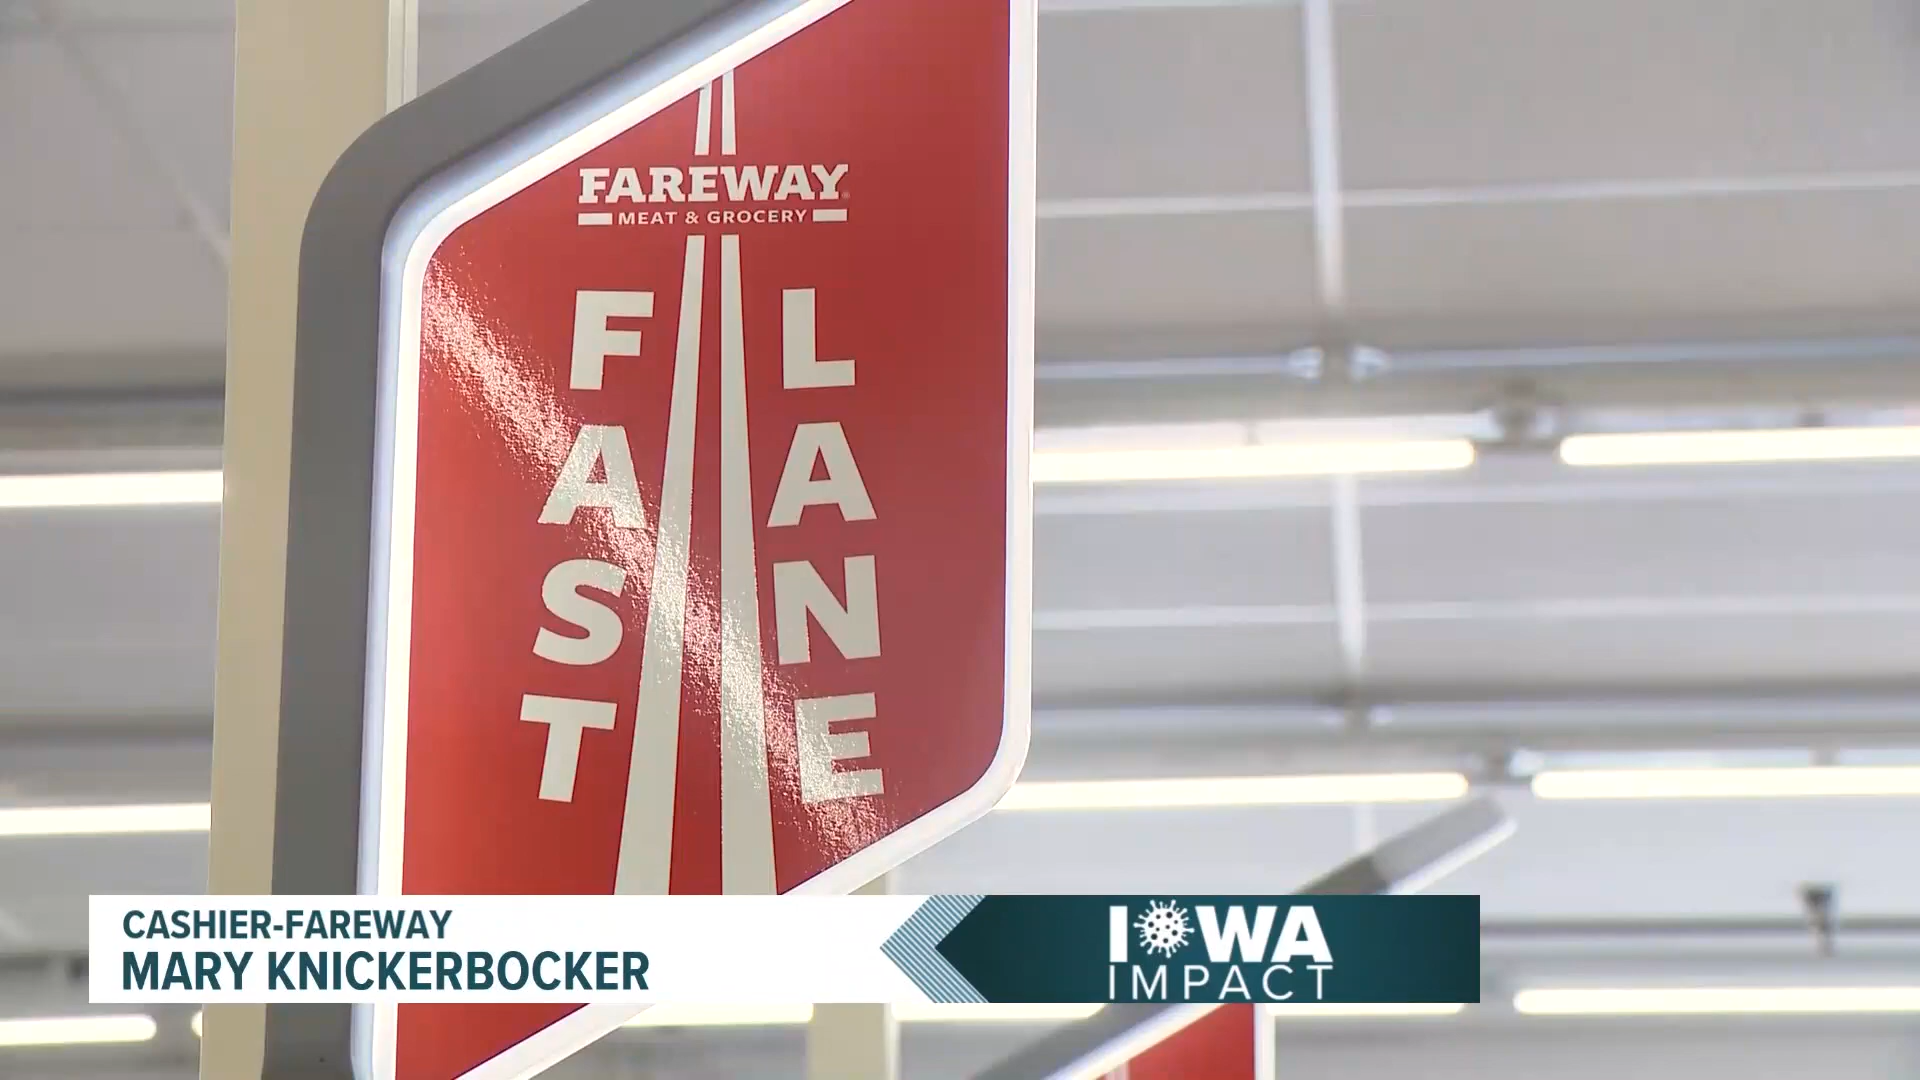 FAREWAY
MEAT & GROCERY
FAST LANE
CASHIER-FAREWAY
MARY KNICKERBOCKER
IOWA
IMPACT